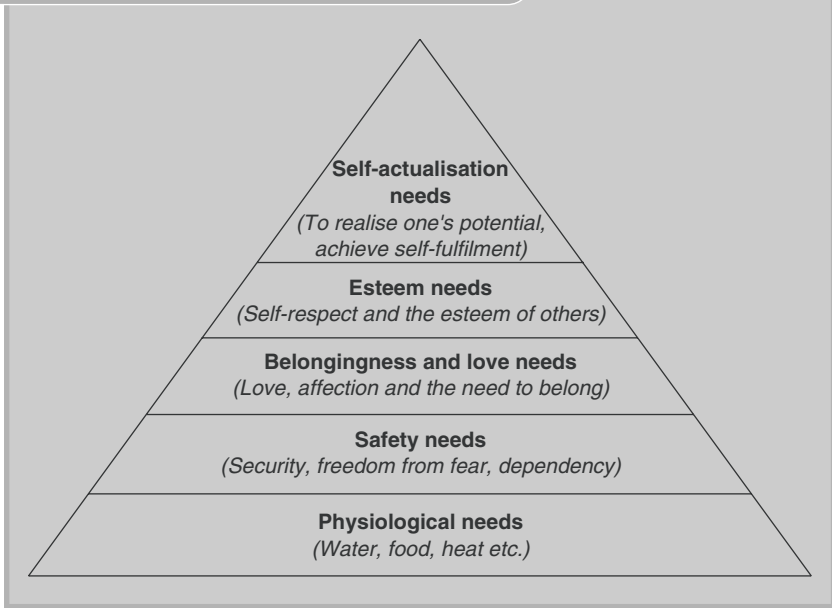 Self-actualisation
needs
(To realise one's potential,
achieve self-fulfilment)
Esteem needs
(Self-respect and the esteem of others)
Belongingness and love needs
(Love, affection and the need to belong)
Safety needs
(Security, freedom from fear, dependency)
Physiological needs
(Water, food, heat etc.)